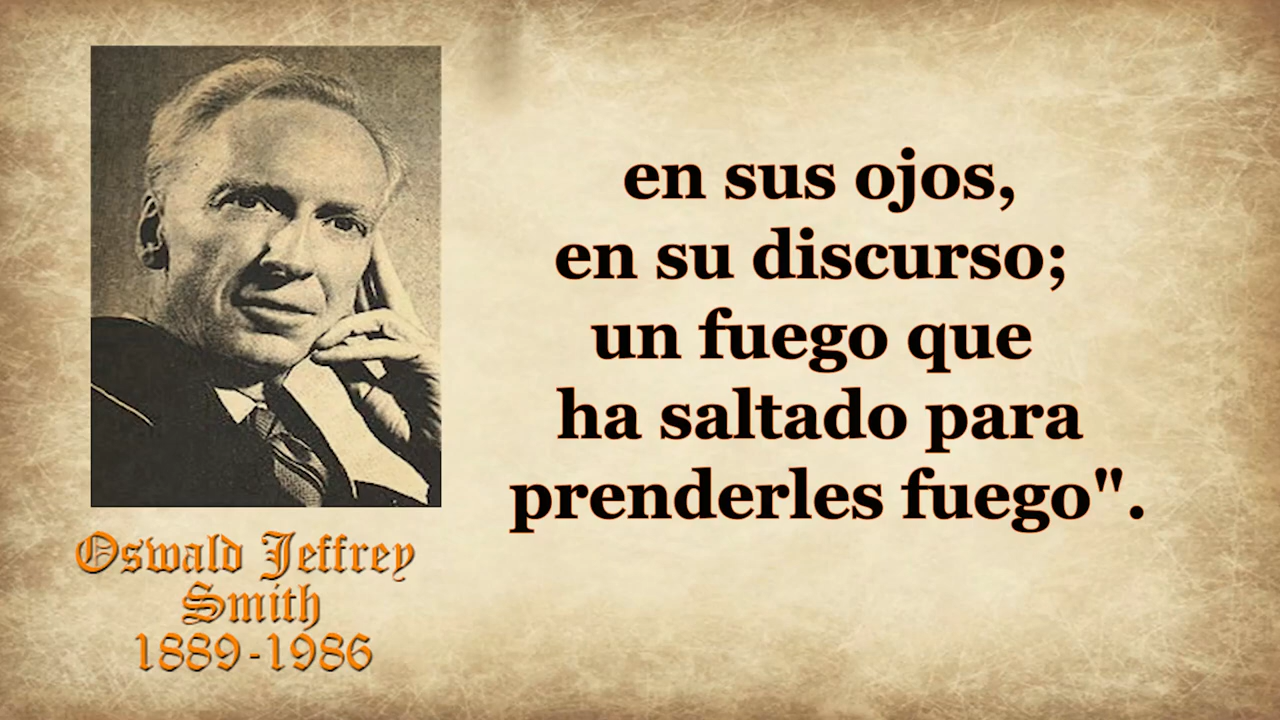 en sus ojos,
en su discurso;
un fuego que
ha saltado para
prenderles fuego".
Oswald Jeffrey
Smith
1889-1986